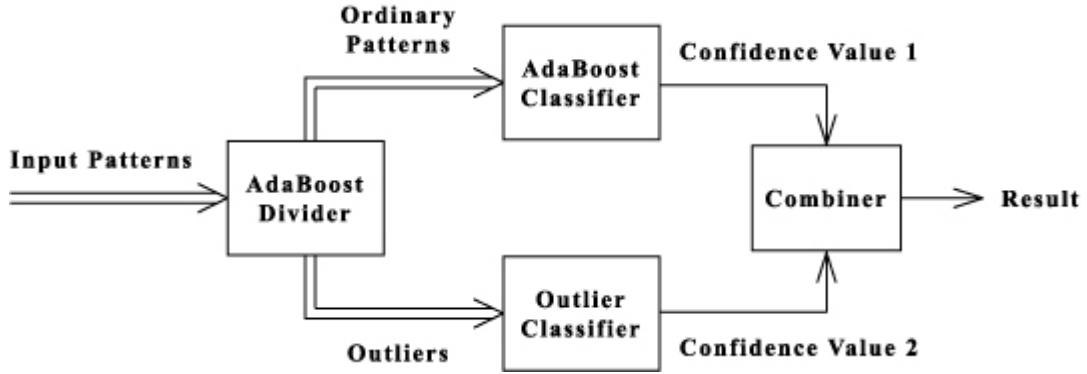 Ordinary
Patterns
AdaBoost
Classifier
Confidence Value 1
Input Patterns
AdaBoost
Divider
Combiner
Result
Outlier
Classifier
Outliers
Confidence Value 2